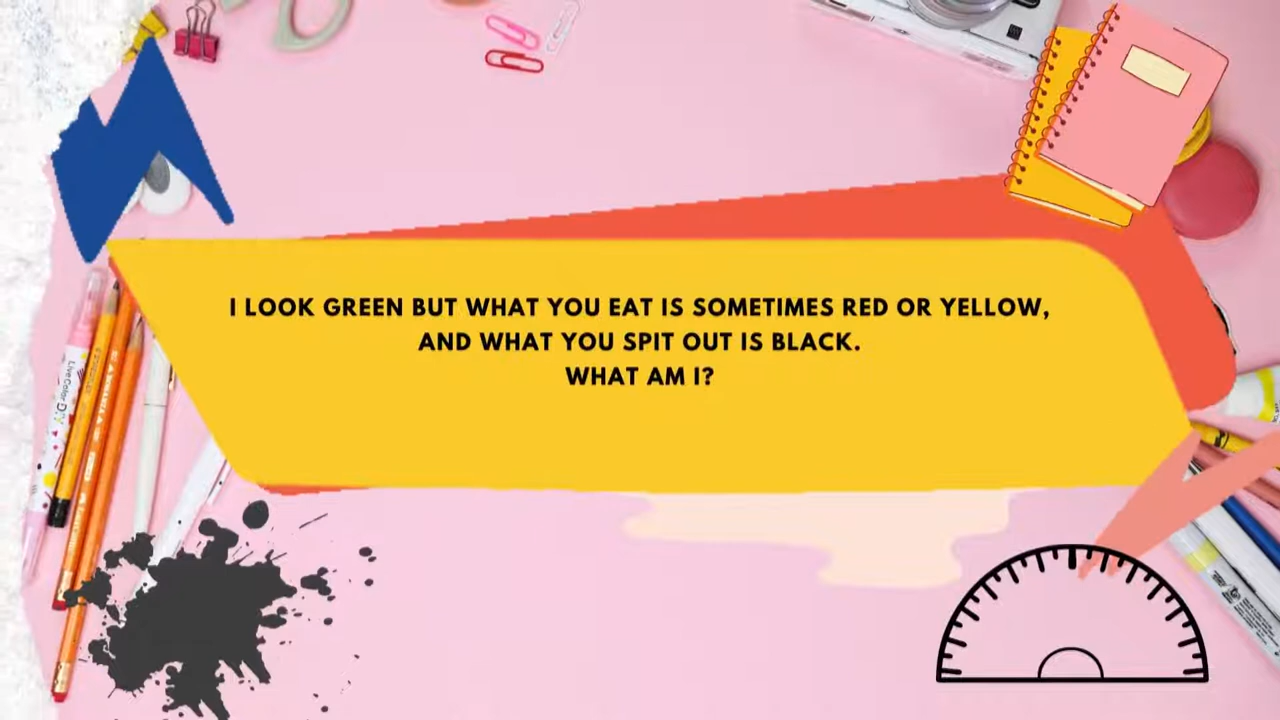 I LOOK GREEN BUT WHAT YOU EAT IS SOMETIMES RED OR YELLOW,
AND WHAT YOU SPIT OUT IS BLACK.
WHAT AM I?